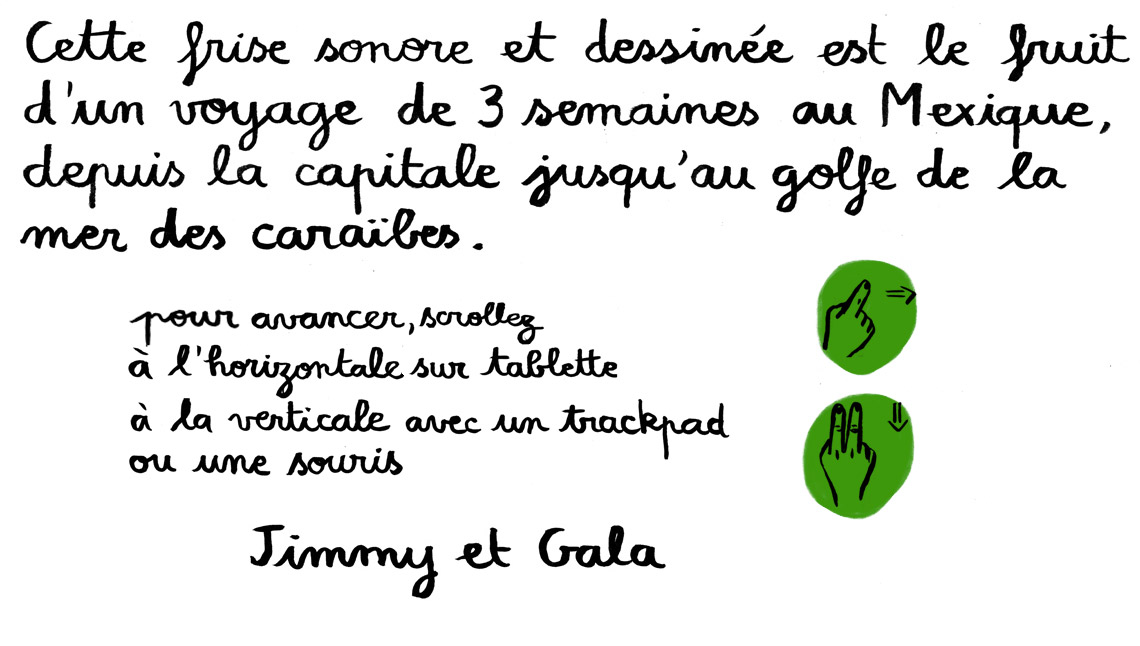 Cette frise sonore et dessinée est le fruit
d'un voyage de 3 semaines au Mexique,
depuis la capitale jusqu'au golfe de la
mer des caraïbes.
pour avancer, scrollez
à l'horizontale sur tablette
à la verticale avec un trackpad
ou une souris
Jimmy et Gala